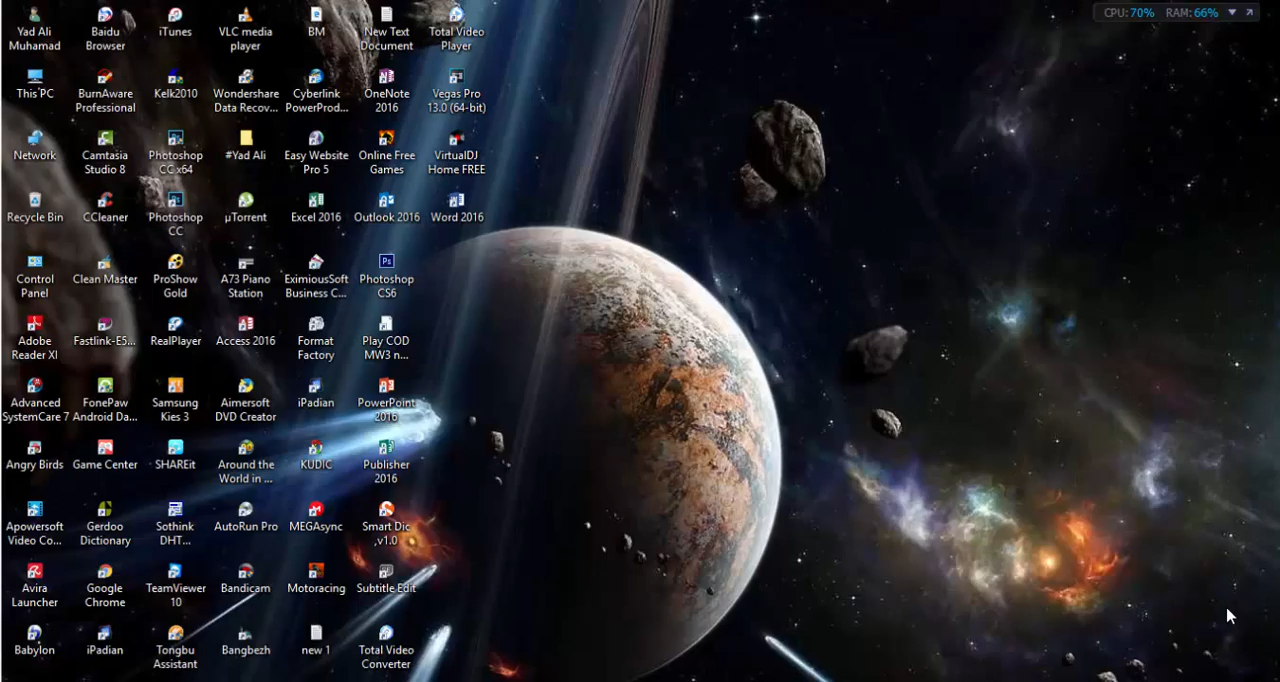 CPU:70% RAM:66%
Yad Ali
Muhamad
Baidu
Browser
iTunes
VLC media
player
BM
New Text
Document
Total Video
Player
This PC
BurnAware
Professional
Kelk2010
Wondershare
Data Recov...
Cyberlink
PowerProd...
OneNote
2016
Vegas Pro
13.0 (64-bit)
Network
Camtasia
Studio 8
Photoshop
CC x64
#Yad Ali
Easy Website
Pro 5
Online Free
Games
VirtualDJ
Home FREE
Recycle Bin
CCleaner
Photoshop
CC
µTorrent
Excel 2016
Outlook 2016
Word 2016
Control
Panel
Clean Master
ProShow
Gold
A73 Piano
Station
EximiousSoft
Business C...
Ps
Photoshop
CS6
Adobe
Reader XI
Fastlink-E5...
RealPlayer
Access 2016
Format
Factory
Play COD
MW3 n...
Advanced
SystemCare 7
FonePaw
Android Da...
Samsung
Kies 3
Aimersoft
DVD Creator
iPadian
PowerPoint
2016
Angry Birds
Game Center
SHAREit
Around the
World in ...
KUDIC
Publisher
2016
Apowersoft
Video Co...
Gerdoo
Dictionary
Sothink
DHT...
AutoRun Pro
MEGAsync
Smart Dic
,v1.0
Avira
Launcher
Google
Chrome
TeamViewer
10
Bandicam
Motoracing
Subtitle Edit
Babylon
iPadian
Tongbu
Assistant
Bangbezh
new 1
Total Video
Converter